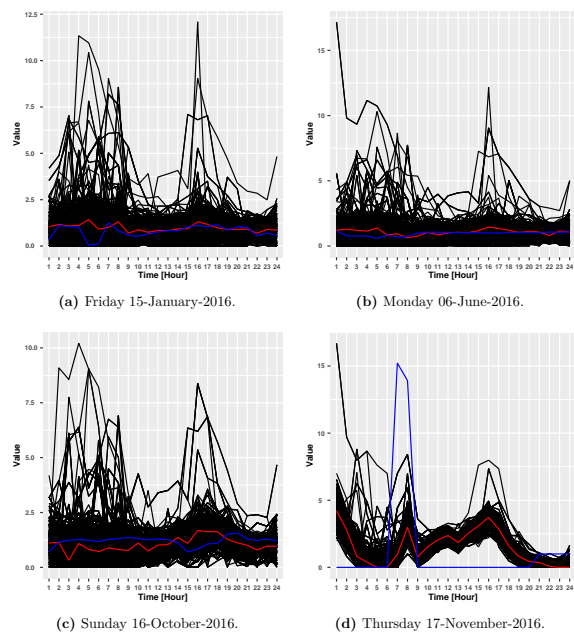 12.5
10.0
7.5
5.0
2.5
0.0
Value
1 2 3 4 5 6 7 8 9 10 11 12 13 14 15 16 17 18 19 20 21 22 23 24
Time [Hour]
(a) Friday 15-January-2016.
15
10
5
0
Value
1 2 3 4 5 6 7 8 9 10 11 12 13 14 15 16 17 18 19 20 21 22 23 24
Time [Hour]
(b) Monday 06-June-2016.
10.0
7.5
5.0
2.5
0.0
Value
1 2 3 4 5 6 7 8 9 10 11 12 13 14 15 16 17 18 19 20 21 22 23 24
Time [Hour]
(c) Sunday 16-October-2016.
15
10
5
0
Value
1 2 3 4 5 6 7 8 9 10 11 12 13 14 15 16 17 18 19 20 21 22 23 24
Time [Hour]
(d) Thursday 17-November-2016.